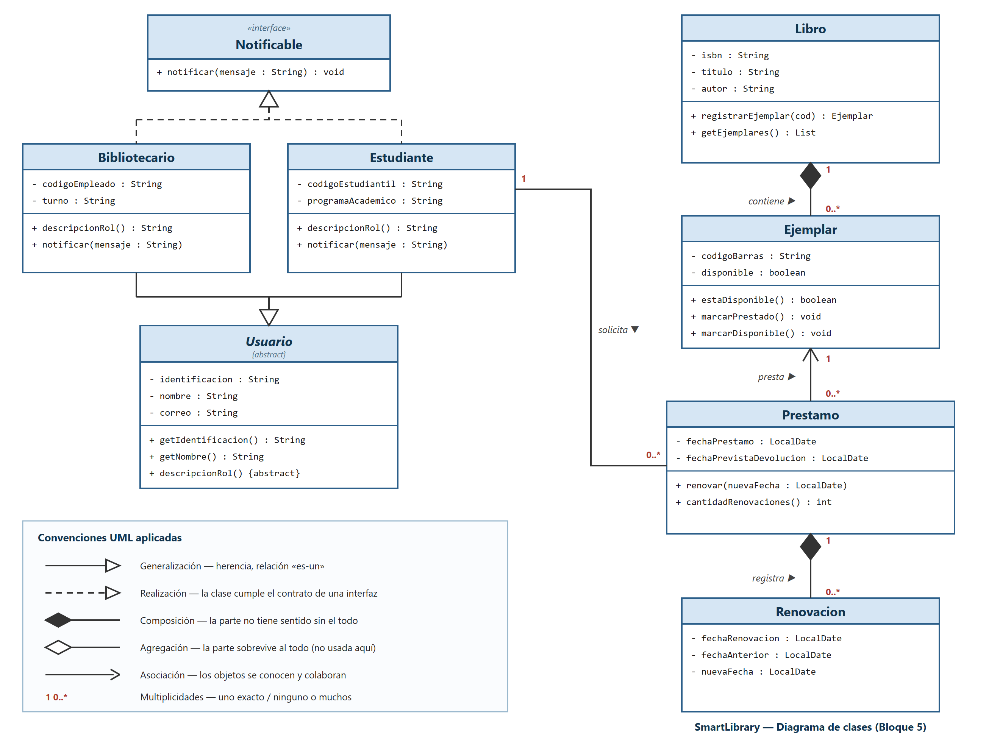 «interface»
Notificable
+ notificar(mensaje : String) : void
Bibliotecario
- codigoEmpleado : String
- turno : String
+ descripcionRol() : String
+ notificar(mensaje : String)
Estudiante
- codigoEstudiantil : String
- programaAcademico : String
+ descripcionRol() : String
+ notificar(mensaje : String)
Usuario
{abstract}
- identificacion : String
- nombre : String
- correo : String
+ getIdentificacion() : String
+ getNombre() : String
+ descripcionRol() {abstract}
1
solicita ▼
0..*
Libro
- isbn : String
- titulo : String
- autor : String
+ registrarEjemplar(cod) : Ejemplar
+ getEjemplares() : List
1
contiene ▶
0..*
Ejemplar
- codigoBarras : String
- disponible : boolean
+ estaDisponible() : boolean
+ marcarPrestado() : void
+ marcarDisponible() : void
1
presta ▶
0..*
Prestamo
- fechaPrestamo : LocalDate
- fechaPrevistaDevolucion : LocalDate
+ renovar(nuevaFecha : LocalDate)
+ cantidadRenovaciones() : int
1
registra ▶
0..*
Renovacion
- fechaRenovacion : LocalDate
- fechaAnterior : LocalDate
- nuevaFecha : LocalDate
Convenciones UML aplicadas
Generalización — herencia, relación «es-un»
Realización — la clase cumple el contrato de una interfaz
Composición — la parte no tiene sentido sin el todo
Agregación — la parte sobrevive al todo (no usada aquí)
Asociación — los objetos se conocen y colaboran
1 0..* Multiplicidades — uno exacto / ninguno o muchos
SmartLibrary — Diagrama de clases (Bloque 5)